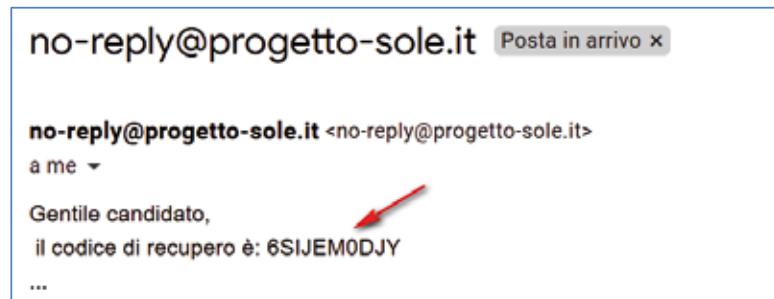 no-reply@progetto-sole.it Posta in arrivo ×
no-reply@progetto-sole.it <no-reply@progetto-sole.it>
a me
Gentile candidato,
il codice di recupero è: 6SIJEM0DJY
...